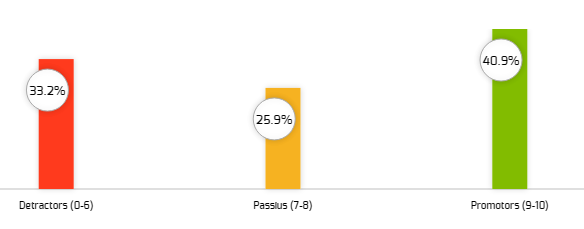 33.2%
25.9%
40.9%
Detractors (0-6)
Passius (7-8)
Promotors (9-10)